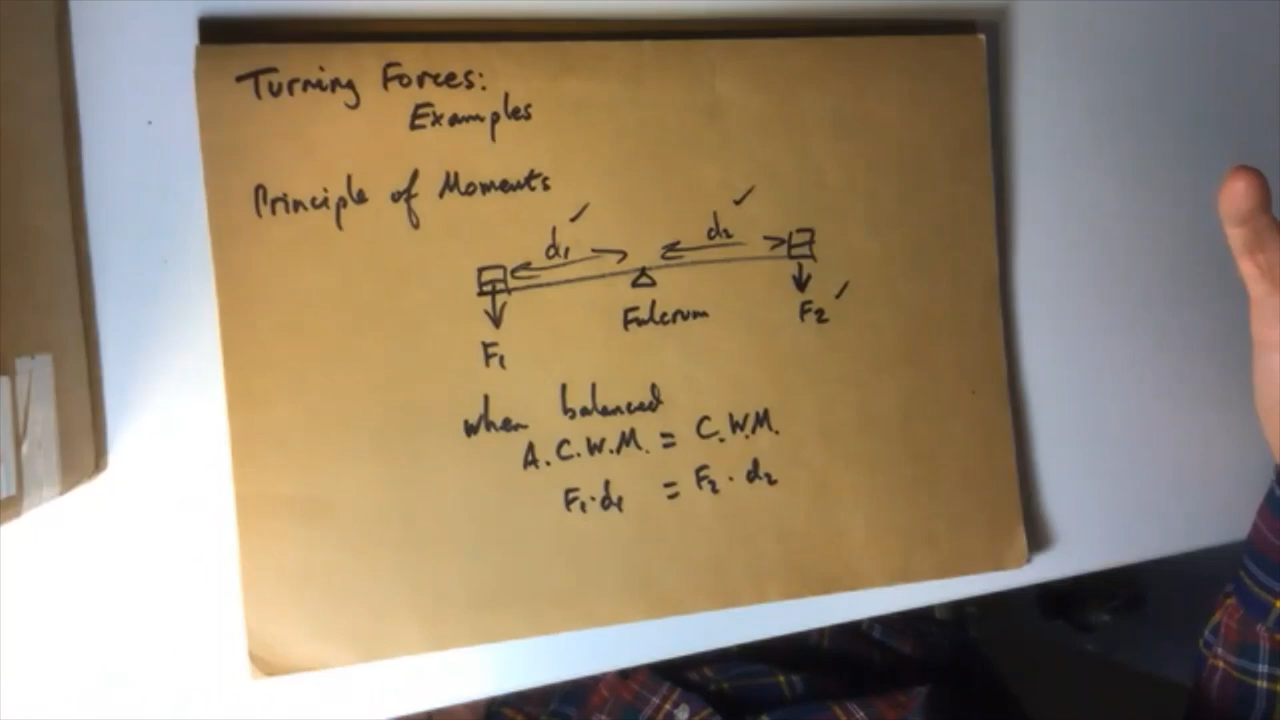 Turning Forces:
Examples
Principle of Moments
d₁ ✓ d₂ ✓
Fulcrum
F₁ F₂ ✓
when balanced
A.C.W.M. = C.W.M.
F₁·d₁ = F₂·d₂